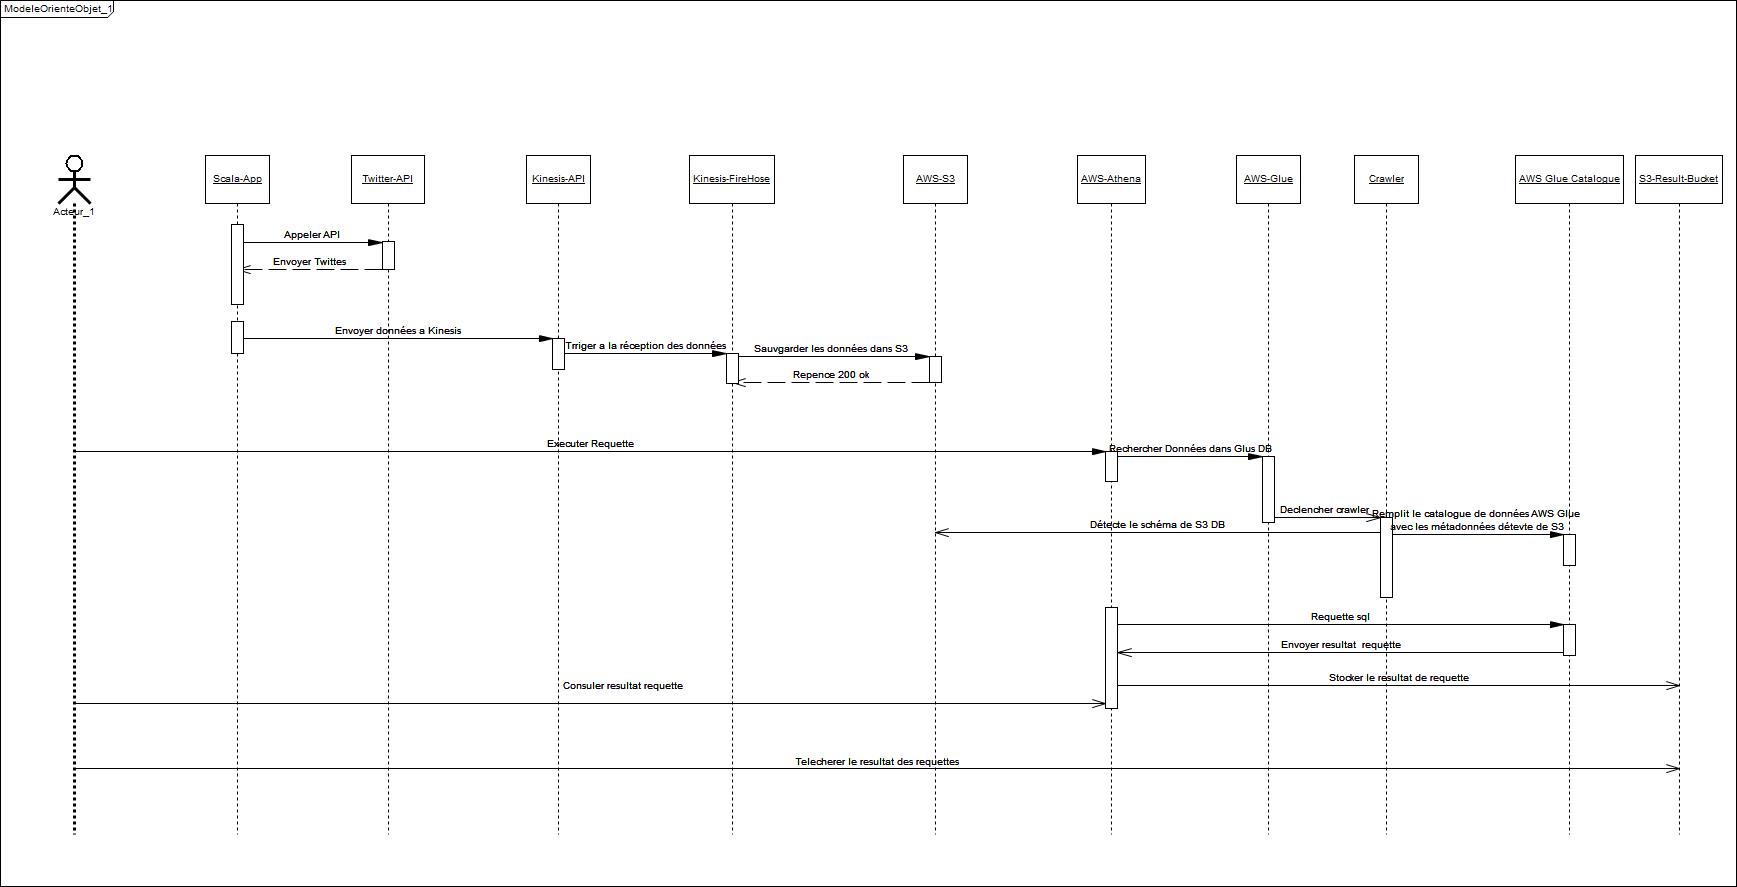 ModeleOrienteObjet_1
Acteur_1
Scala-App
Twitter-API
Kinesis-API
Kinesis-FireHose
AWS-S3
AWS-Athena
AWS-Glue
Crawler
AWS Glue Catalogue
S3-Result-Bucket
Appeler API
Envoyer Twittes
Envoyer données a Kinesis
Trriger a la réception des données
Sauvgarder les données dans S3
Repence 200 ok
Executer Requette
Rechercher Données dans Glus DB
Declencher crawler
Remplit le catalogue de données AWS Glue
avec les métadonnées détevte de S3
Détecte le schéma de S3 DB
Requette sql
Envoyer resultat requette
Stocker le resultat de requette
Consuler resultat requette
Telecherer le resultat des requettes